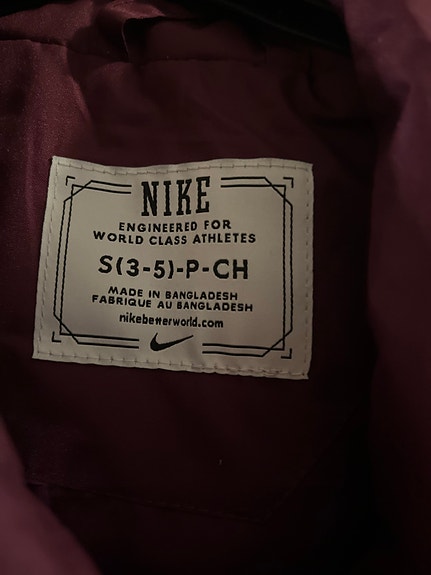 NIKE
ENGINEERED FOR
WORLD CLASS ATHLETES
S(3-5)-P-CH
MADE IN BANGLADESH
FABRIQUE AU BANGLADESH
nikebetterworld.com